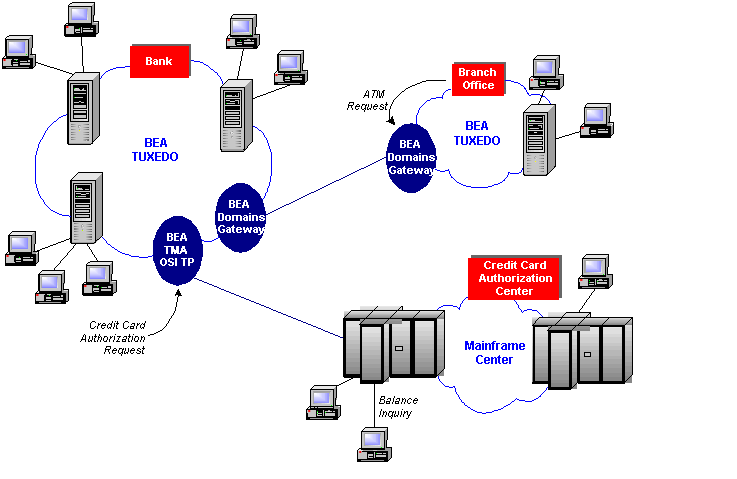 Bank
BEA
TUXEDO
BEA
Domains
Gateway
BEA
TMA
OSI TP
Credit Card
Authorization
Request
ATM
Request
Branch
Office
BEA
TUXEDO
BEA
Domains
Gateway
Credit Card
Authorization
Center
Mainframe
Center
Balance
Inquiry